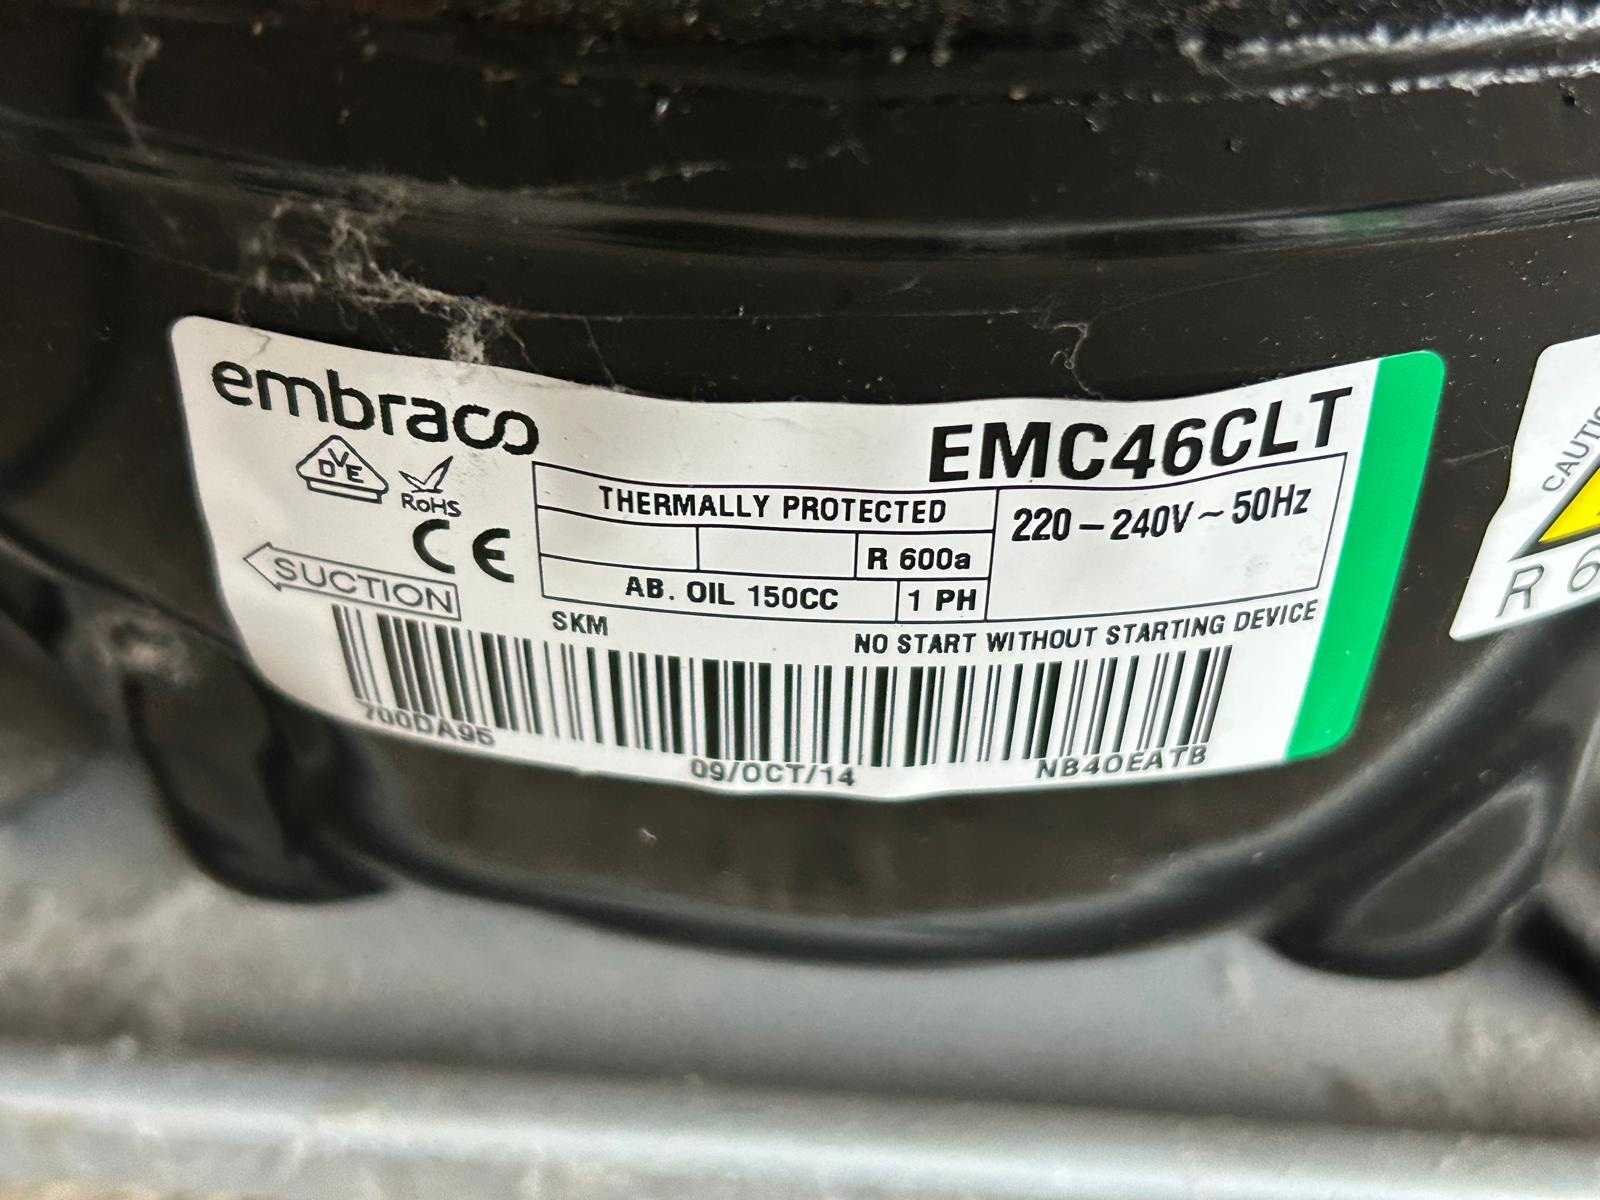 embraco
EMC46CLT
DVE
RoHS
CE
SUCTION
THERMALLY PROTECTED
220 – 240V ~ 50Hz
R 600a
AB. OIL 150CC
1 PH
SKM
NO START WITHOUT STARTING DEVICE
700DA95
09/OCT/14
NB40EATB
R 6